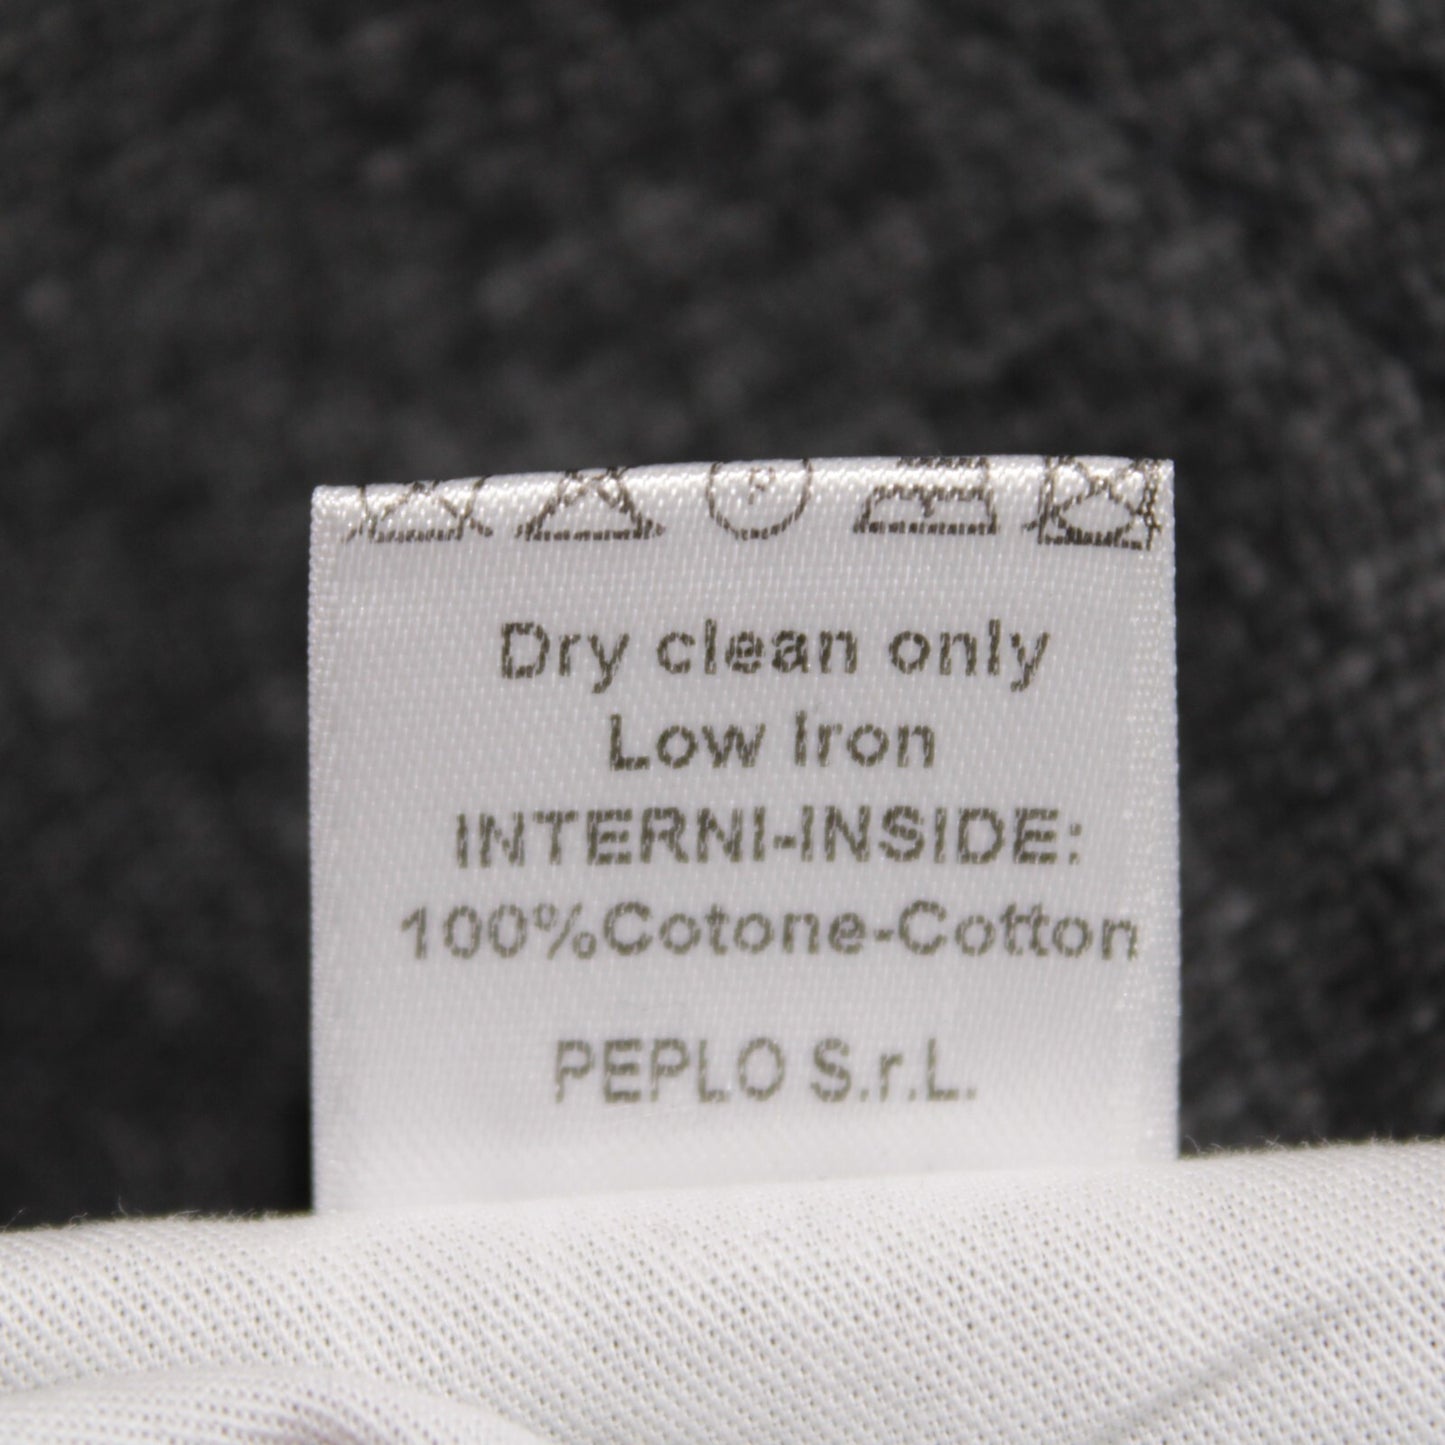 P
Dry clean only
Low Iron
INTERNI-INSIDE:
100%Cotone-Cotton
PEPLO S.r.L.